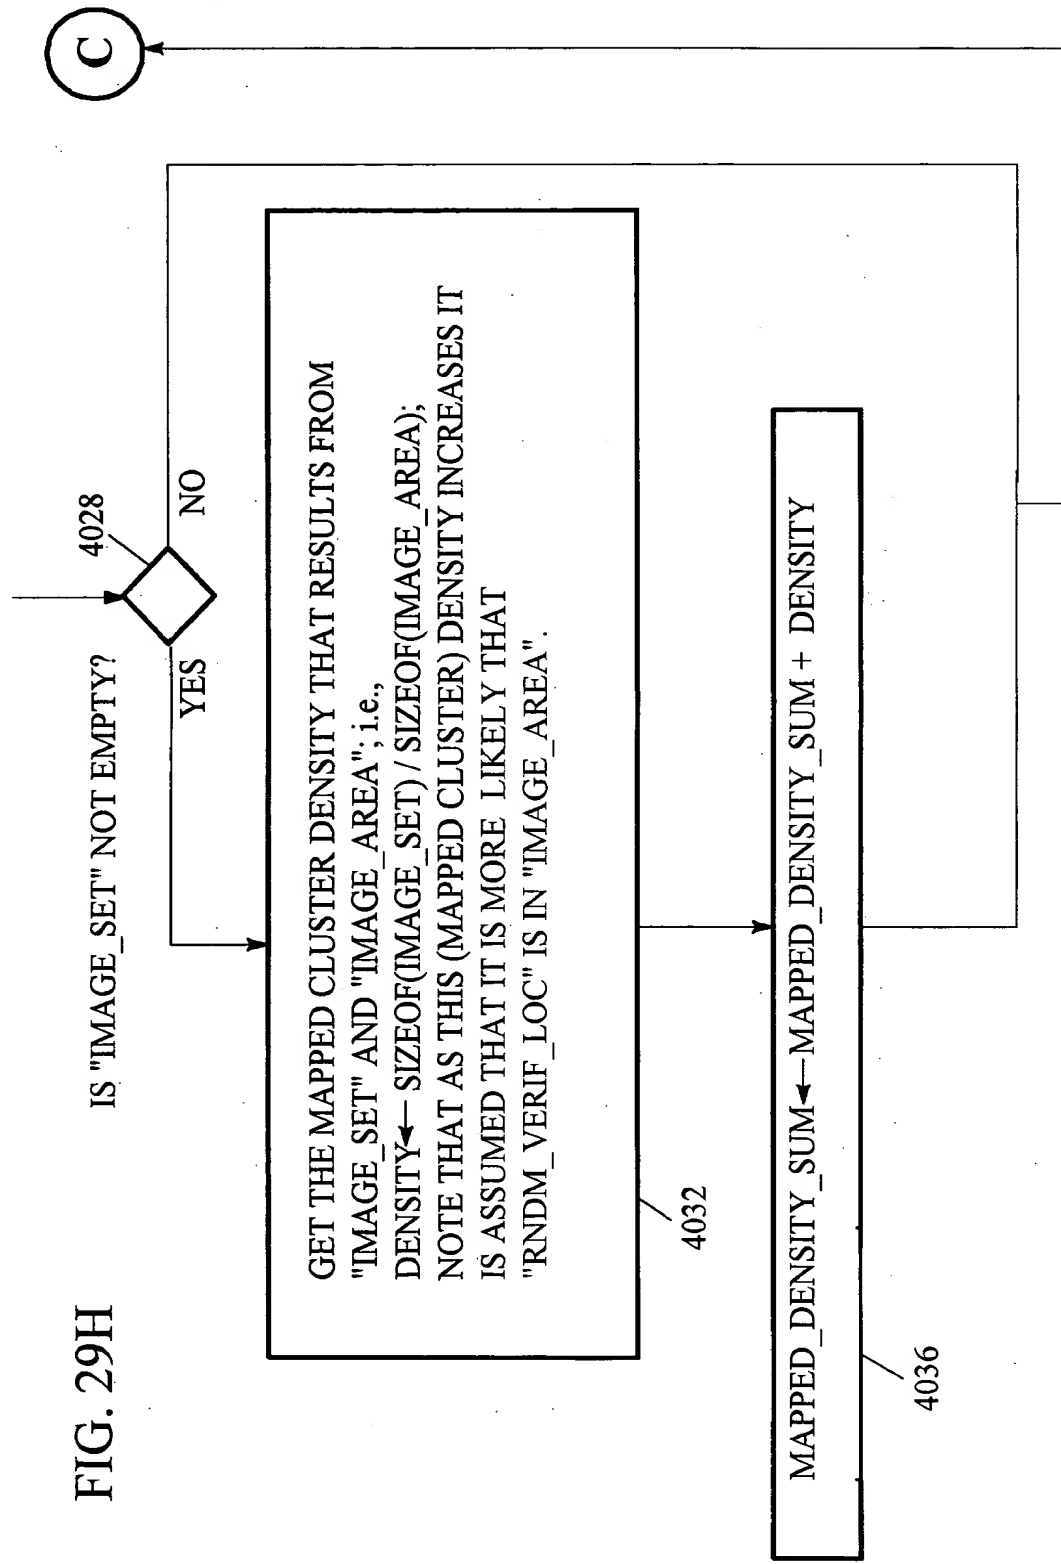 FIG. 29H
C
IS "IMAGE_SET" NOT EMPTY?
4028
YES
NO
GET THE MAPPED CLUSTER DENSITY THAT RESULTS FROM
"IMAGE_SET" AND "IMAGE_AREA"; i.e.,
DENSITY← SIZEOF(IMAGE_SET) / SIZEOF(IMAGE_AREA);
NOTE THAT AS THIS (MAPPED CLUSTER) DENSITY INCREASES IT
IS ASSUMED THAT IT IS MORE LIKELY THAT
"RNDM_VERIF_LOC" IS IN "IMAGE_AREA".
4032
MAPPED_DENSITY_SUM←MAPPED_DENSITY_SUM + DENSITY
4036